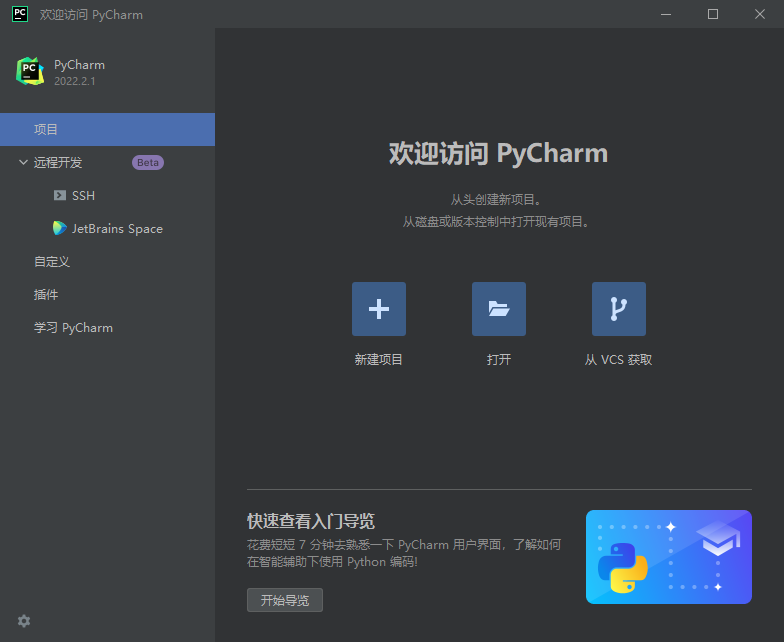 PC 欢迎访问 PyCharm
PC
PyCharm
2022.2.1
项目
远程开发 Beta
SSH
JetBrains Space
自定义
插件
学习 PyCharm
欢迎访问 PyCharm
从头创建新项目。
从磁盘或版本控制中打开现有项目。
新建项目 打开 从 VCS 获取
快速查看入门导览
花费短短 7 分钟去熟悉一下 PyCharm 用户界面，了解如何
在智能辅助下使用 Python 编码!
开始导览